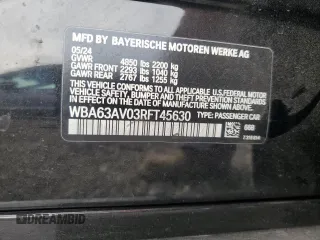 MFD BY BAYERISCHE MOTOREN WERKE AG
05/24
GVWR 4850 lbs 2200 kg
GAWR FRONT 2293 lbs 1040 kg
GAWR REAR 2767 lbs 1255 kg
THIS VEHICLE CONFORMS TO ALL APPLICABLE
U.S. FEDERAL MOTOR VEHICLE SAFETY,
BUMPER, AND THEFT PREVENTION STANDARDS
IN EFFECT ON THE DATE OF MANUFACTURE
SHOWN ABOVE.
WBA63AV03RFT45630 TYPE: PASSENGER CAR
668
DREAMBID